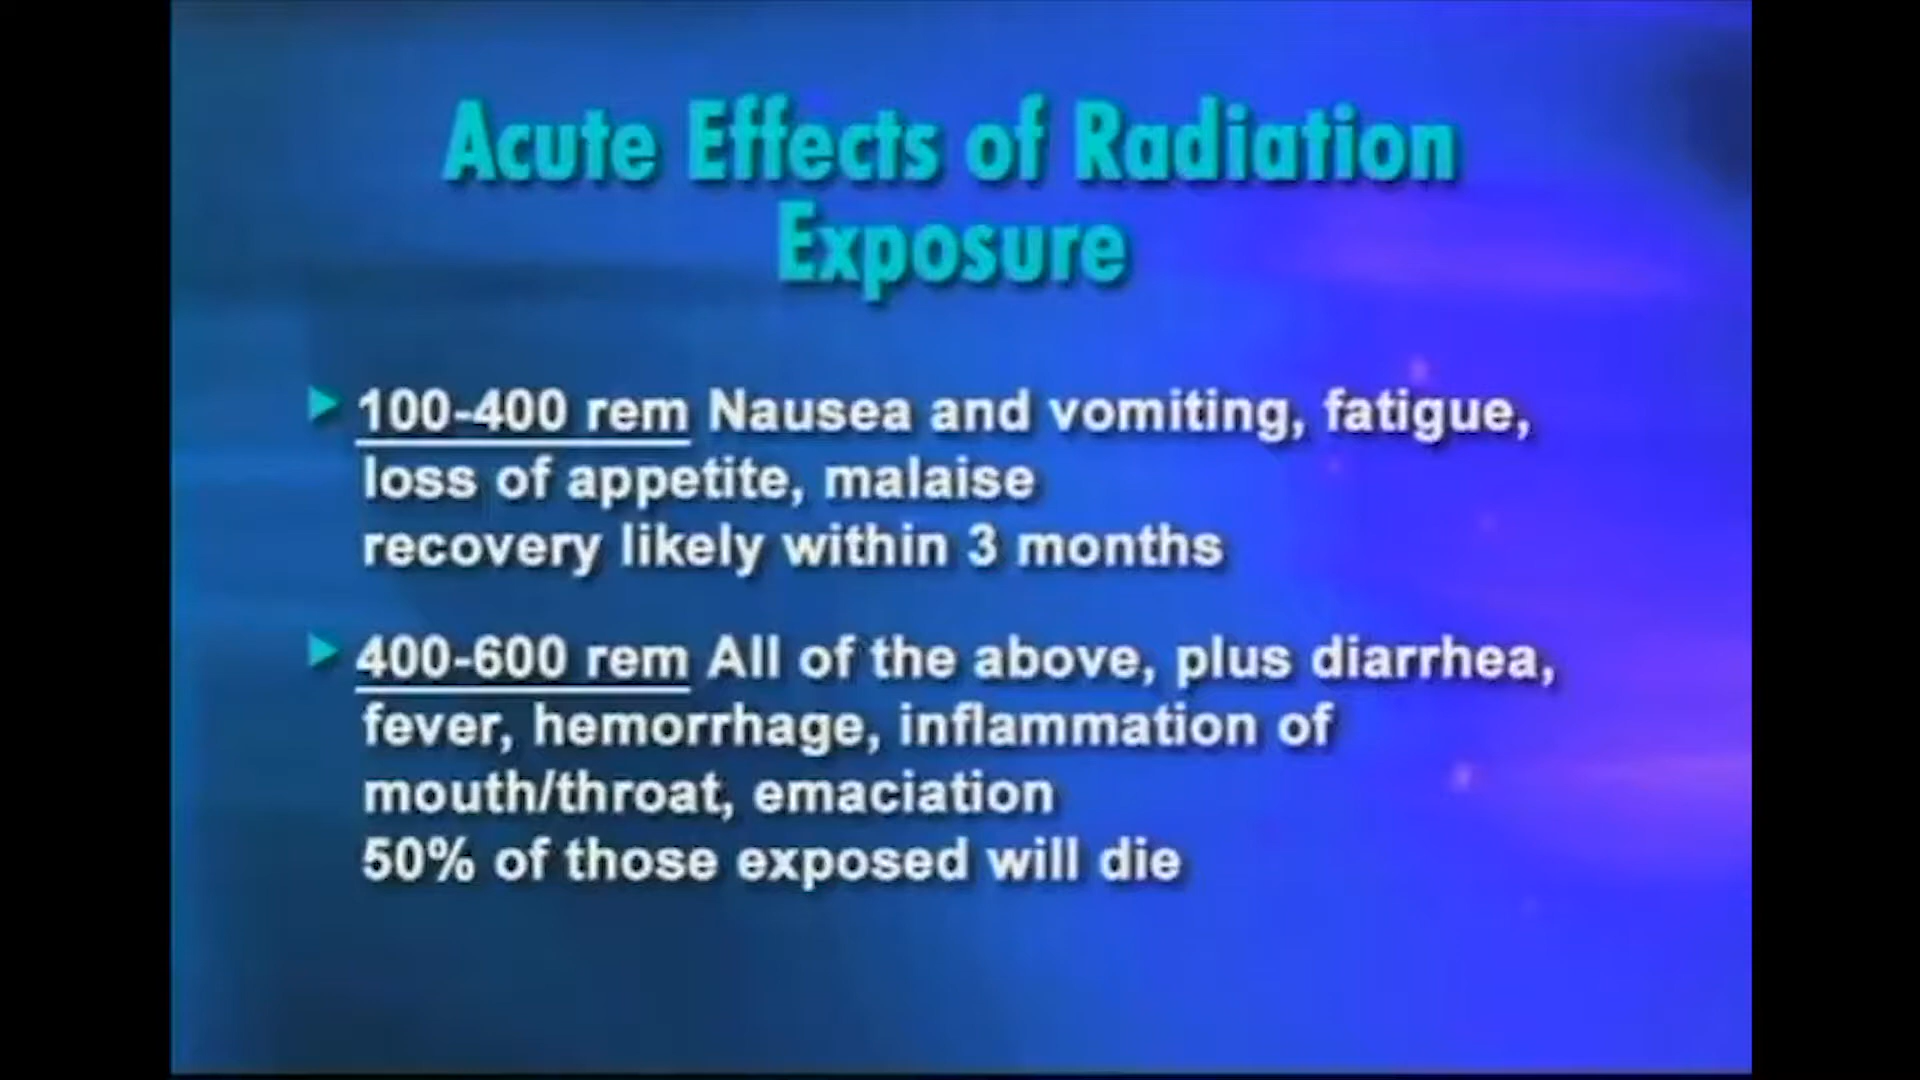 Acute Effects of Radiation
Exposure
100-400 rem Nausea and vomiting, fatigue,
loss of appetite, malaise
recovery likely within 3 months
400-600 rem All of the above, plus diarrhea,
fever, hemorrhage, inflammation of
mouth/throat, emaciation
50% of those exposed will die